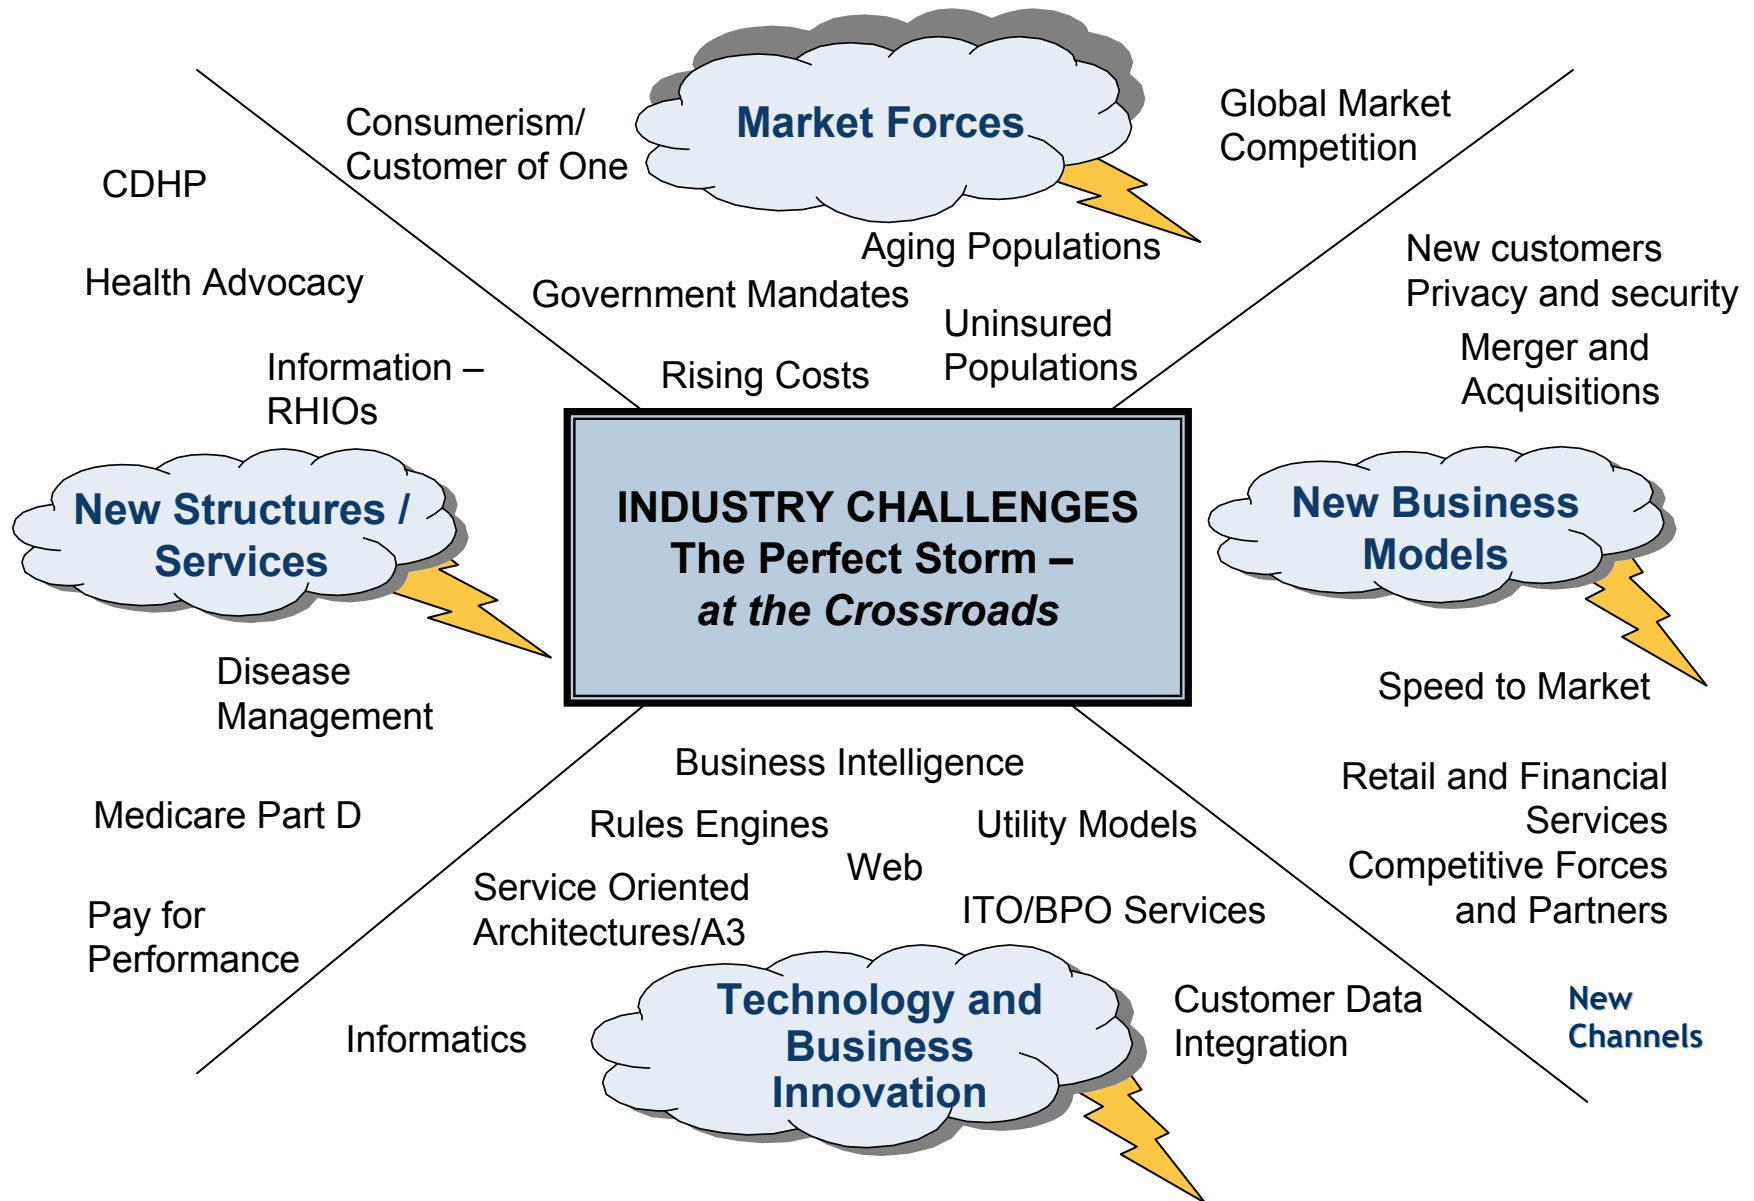 Market Forces
Consumerism/
Customer of One
Global Market
Competition
Aging Populations
Government Mandates
Uninsured
Populations
Rising Costs
CDHP
Health Advocacy
Information –
RHIOs
New Structures /
Services
Disease
Management
Medicare Part D
Pay for
Performance
INDUSTRY CHALLENGES
The Perfect Storm –
at the Crossroads
New customers
Privacy and security
Merger and
Acquisitions
New Business
Models
Speed to Market
Retail and Financial
Services
Competitive Forces
and Partners
New
Channels
Business Intelligence
Rules Engines
Utility Models
Web
Service Oriented
Architectures/A3
ITO/BPO Services
Informatics
Technology and
Business
Innovation
Customer Data
Integration